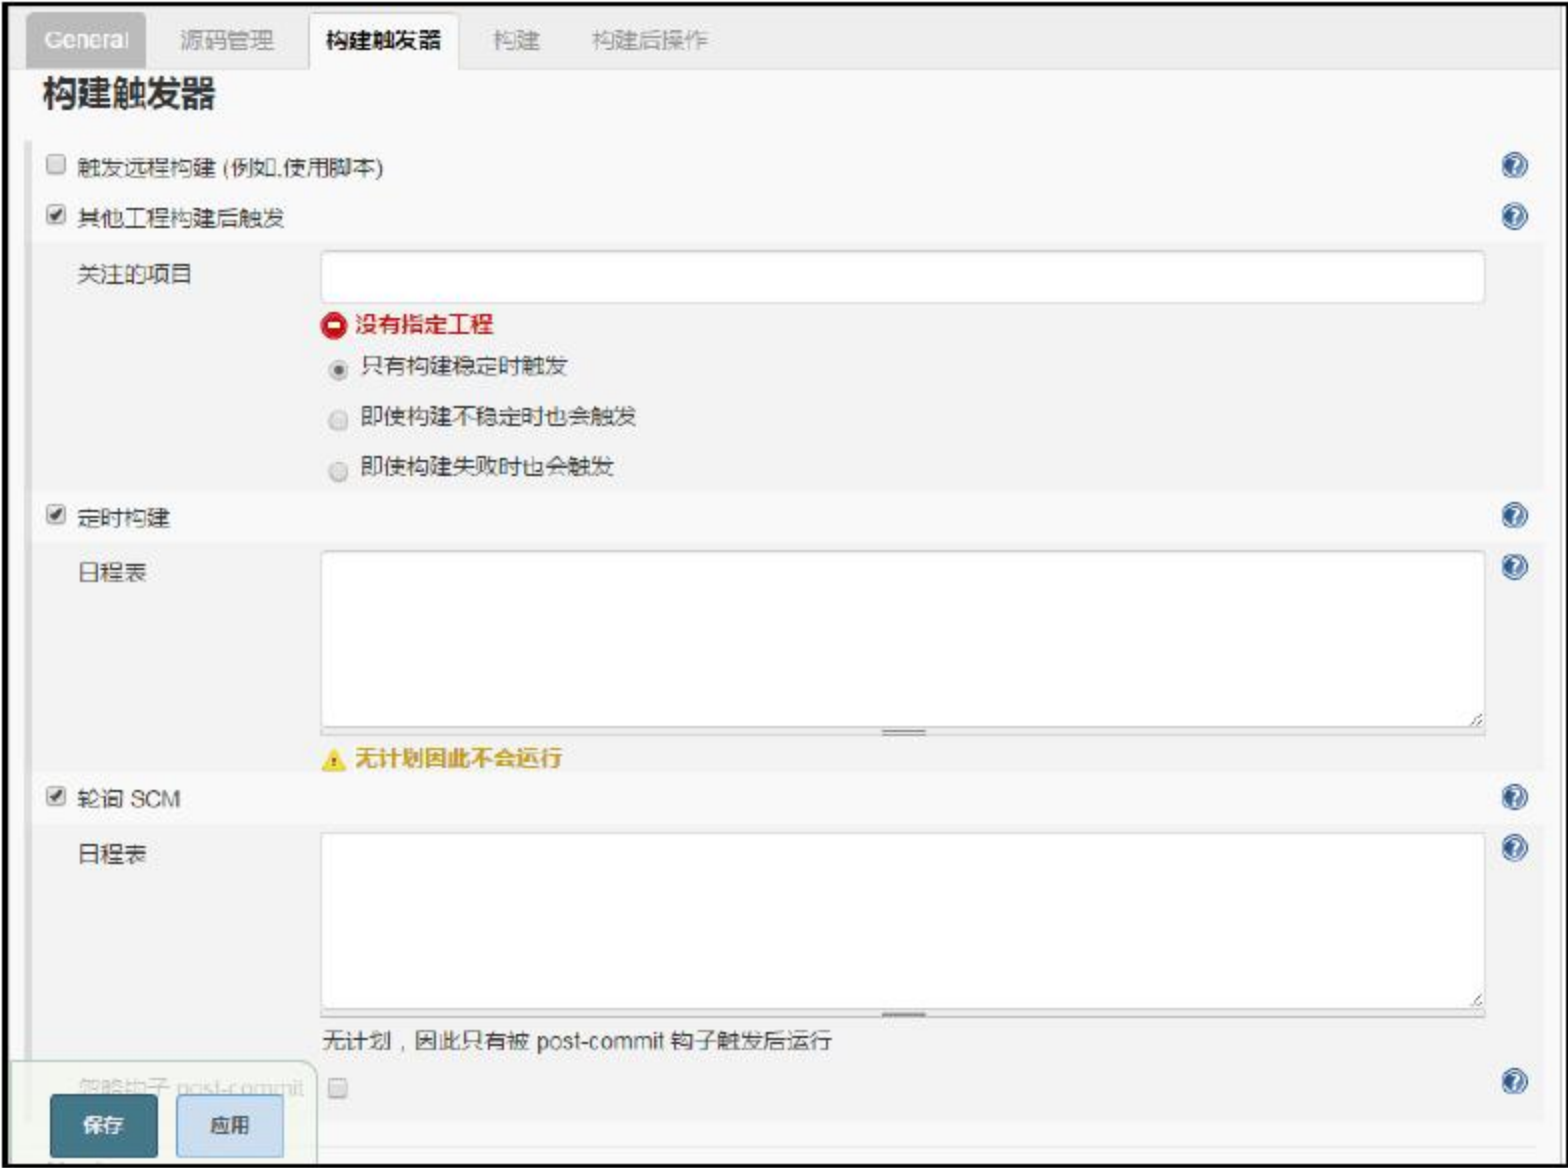 General 源码管理 构建触发器 构建 构建后操作
构建触发器
触发远程构建 (例如,使用脚本)
其他工程构建后触发
关注的项目
没有指定工程
只有构建稳定时触发
即使构建不稳定时也会触发
即使构建失败时也会触发
定时构建
日程表
无计划因此不会运行
轮询 SCM
日程表
无计划，因此只有被 post-commit 钩子触发后运行
忽略钩子 post-commit
保存 应用